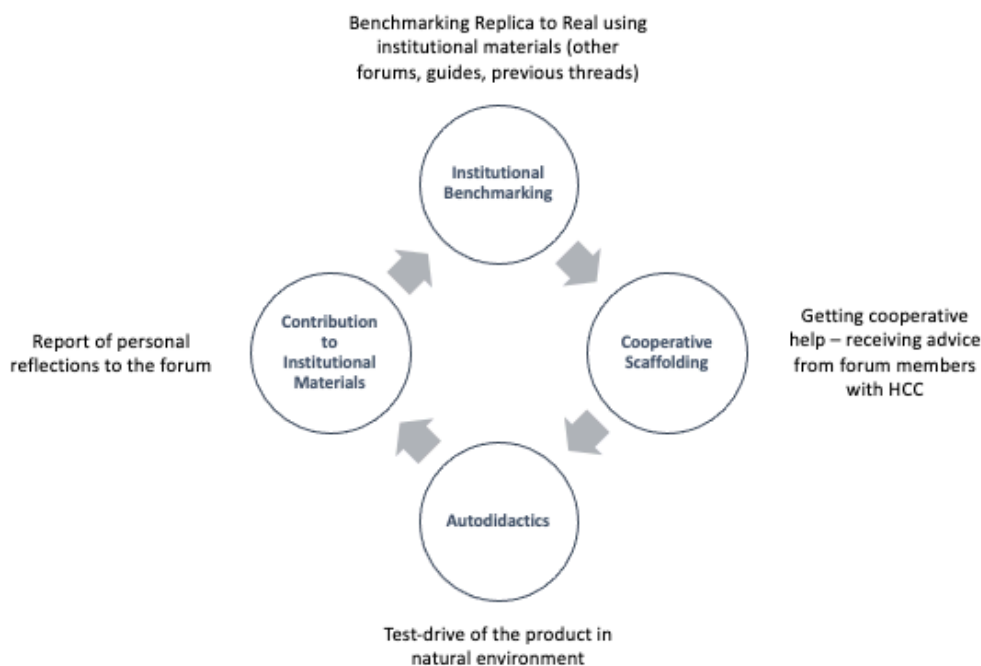 Benchmarking Replica to Real using
institutional materials (other
forums, guides, previous threads)
Institutional
Benchmarking
Cooperative
Scaffolding
Getting cooperative
help – receiving advice
from forum members
with HCC
Autodidactics
Test-drive of the product in
natural environment
Contribution
to
Institutional
Materials
Report of personal
reflections to the forum